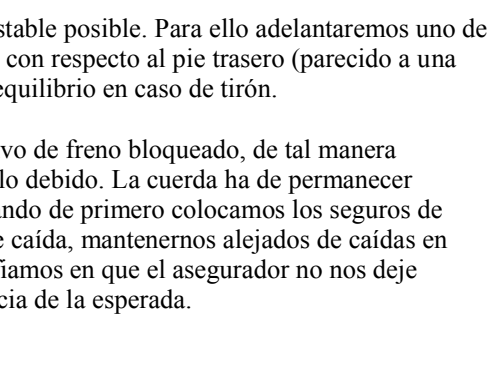 stable posible. Para ello adelantaremos uno de
con respecto al pie trasero (parecido a una
equilibrio en caso de tirón.
vo de freno bloqueado, de tal manera
lo debido. La cuerda ha de permanecer
ando de primero colocamos los seguros de
e caída, mantenernos alejados de caídas en
fiamos en que el asegurador no nos deje
cia de la esperada.